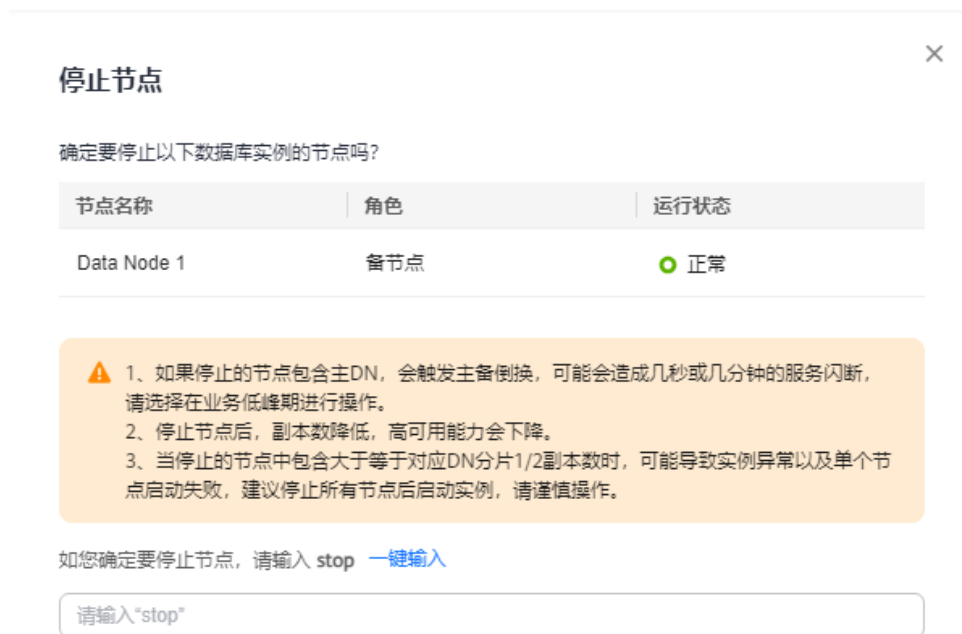 停止节点
确定要停止以下数据库实例的节点吗?
节点名称 角色 运行状态
Data Node 1 备节点 正常
1、如果停止的节点包含主DN，会触发主备倒换，可能会造成几秒或几分钟的服务闪断，
请选择在业务低峰期进行操作。
2、停止节点后，副本数降低，高可用能力会下降。
3、当停止的节点中包含大于等于对应DN分片1/2副本数时，可能导致实例异常以及单个节
点启动失败，建议停止所有节点后启动实例，请谨慎操作。
如您确定要停止节点，请输入 stop 一键输入
请输入“stop”